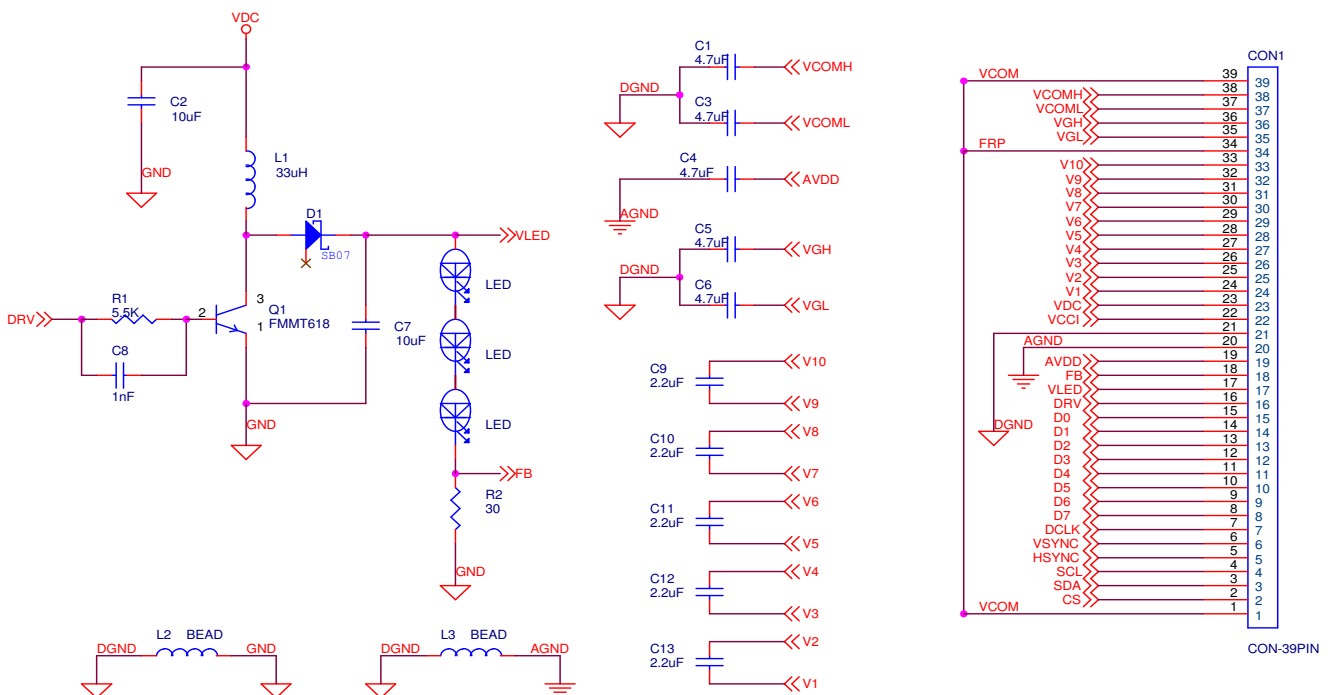 VDC
C2
10uF
GND
L1
33uH
D1
SB07
VLED
LED
LED
LED
DRV
R1
5.5K
C8
1nF
2
3
1
Q1
FMMT618
C7
10uF
GND
FB
R2
30
GND
DGND
L2 BEAD
GND
DGND
L3 BEAD
AGND
C1
4.7uF
VCOMH
DGND
C3
4.7uF
VCOML
C4
4.7uF
AVDD
AGND
C5
4.7uF
VGH
DGND
C6
4.7uF
VGL
C9
2.2uF
V10
V9
C10
2.2uF
V8
V7
C11
2.2uF
V6
V5
C12
2.2uF
V4
V3
C13
2.2uF
V2
V1
CON1
VCOM 39 39
VCOMH 38 38
VCOML 37 37
VGH 36 36
VGL 35 35
FRP 34 34
V10 33 33
V9 32 32
V8 31 31
V7 30 30
V6 29 29
V5 28 28
V4 27 27
V3 26 26
V2 25 25
V1 24 24
VDC 23 23
VCCI 22 22
21 21
AGND 20 20
AVDD 19 19
FB 18 18
VLED 17 17
DRV 16 16
D0 15 15
DGND
D1 14 14
D2 13 13
D3 12 12
D4 11 11
D5 10 10
D6 9 9
D7 8 8
DCLK 7 7
VSYNC 6 6
HSYNC 5 5
SCL 4 4
SDA 3 3
CS 2 2
VCOM 1 1
CON-39PIN